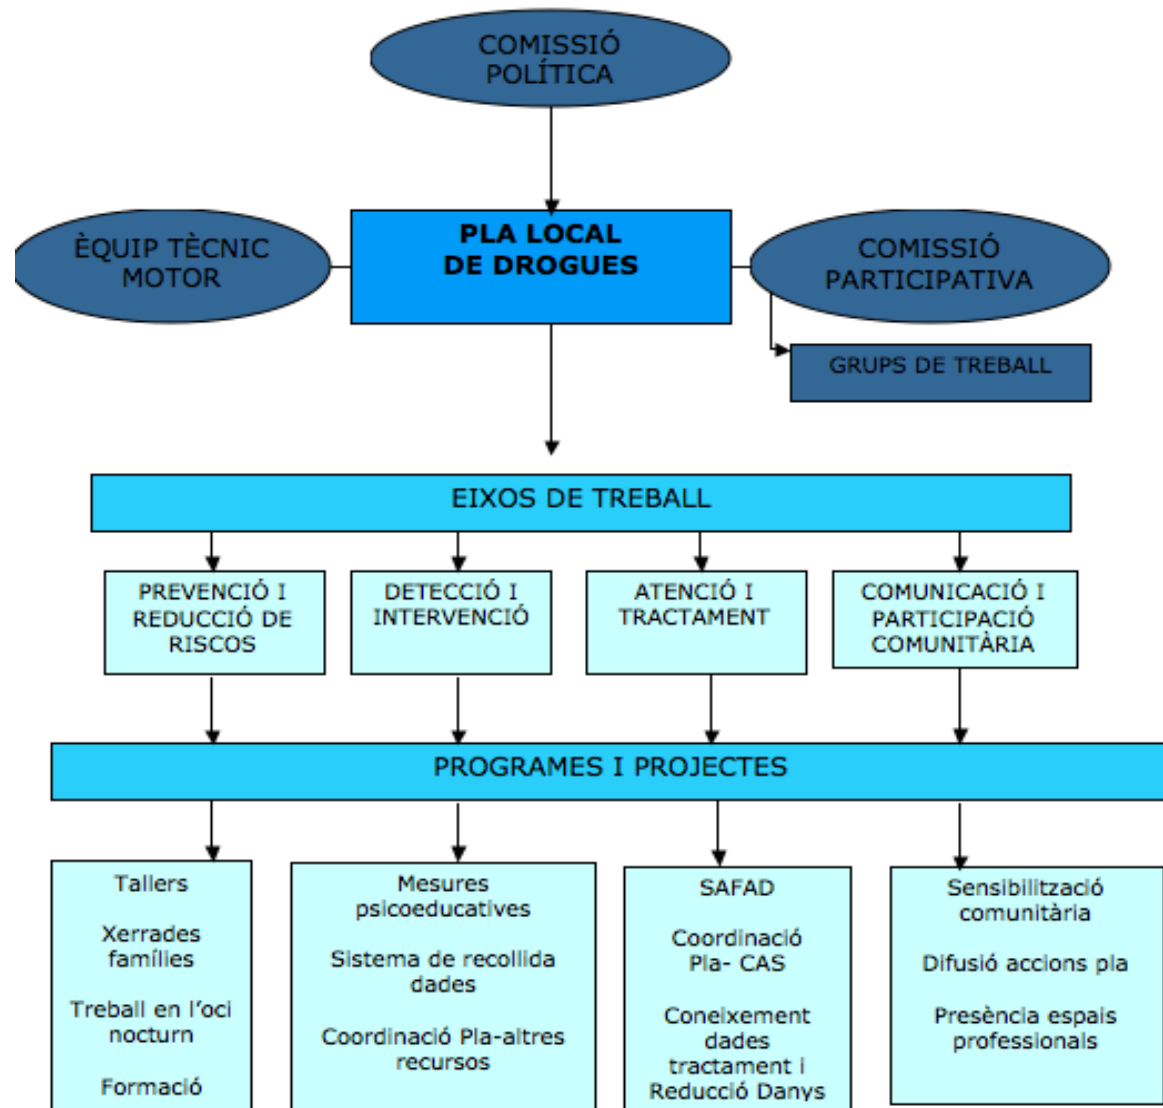 COMISSIÓ
POLÍTICA
ÈQUIP TÈCNIC
MOTOR
PLA LOCAL
DE DROGUES
COMISSIÓ
PARTICIPATIVA
GRUPS DE TREBALL
EIXOS DE TREBALL
PREVENCIÓ I
REDUCCIÓ DE
RISCOS
DETECCIÓ I
INTERVENCIÓ
ATENCIÓ I
TRACTAMENT
COMUNICACIÓ I
PARTICIPACIÓ
COMUNITÀRIA
PROGRAMES I PROJECTES
Tallers
Xerrades
famílies
Treball en l'oci
nocturn
Formació
Mesures
psicoeducatives
Sistema de recollida
dades
Coordinació Pla-altres
recursos
SAFAD
Coordinació
Pla- CAS
Coneixement
dades
tractament i
Reducció Danys
Sensibilització
comunitària
Difusió accions pla
Presència espais
professionals